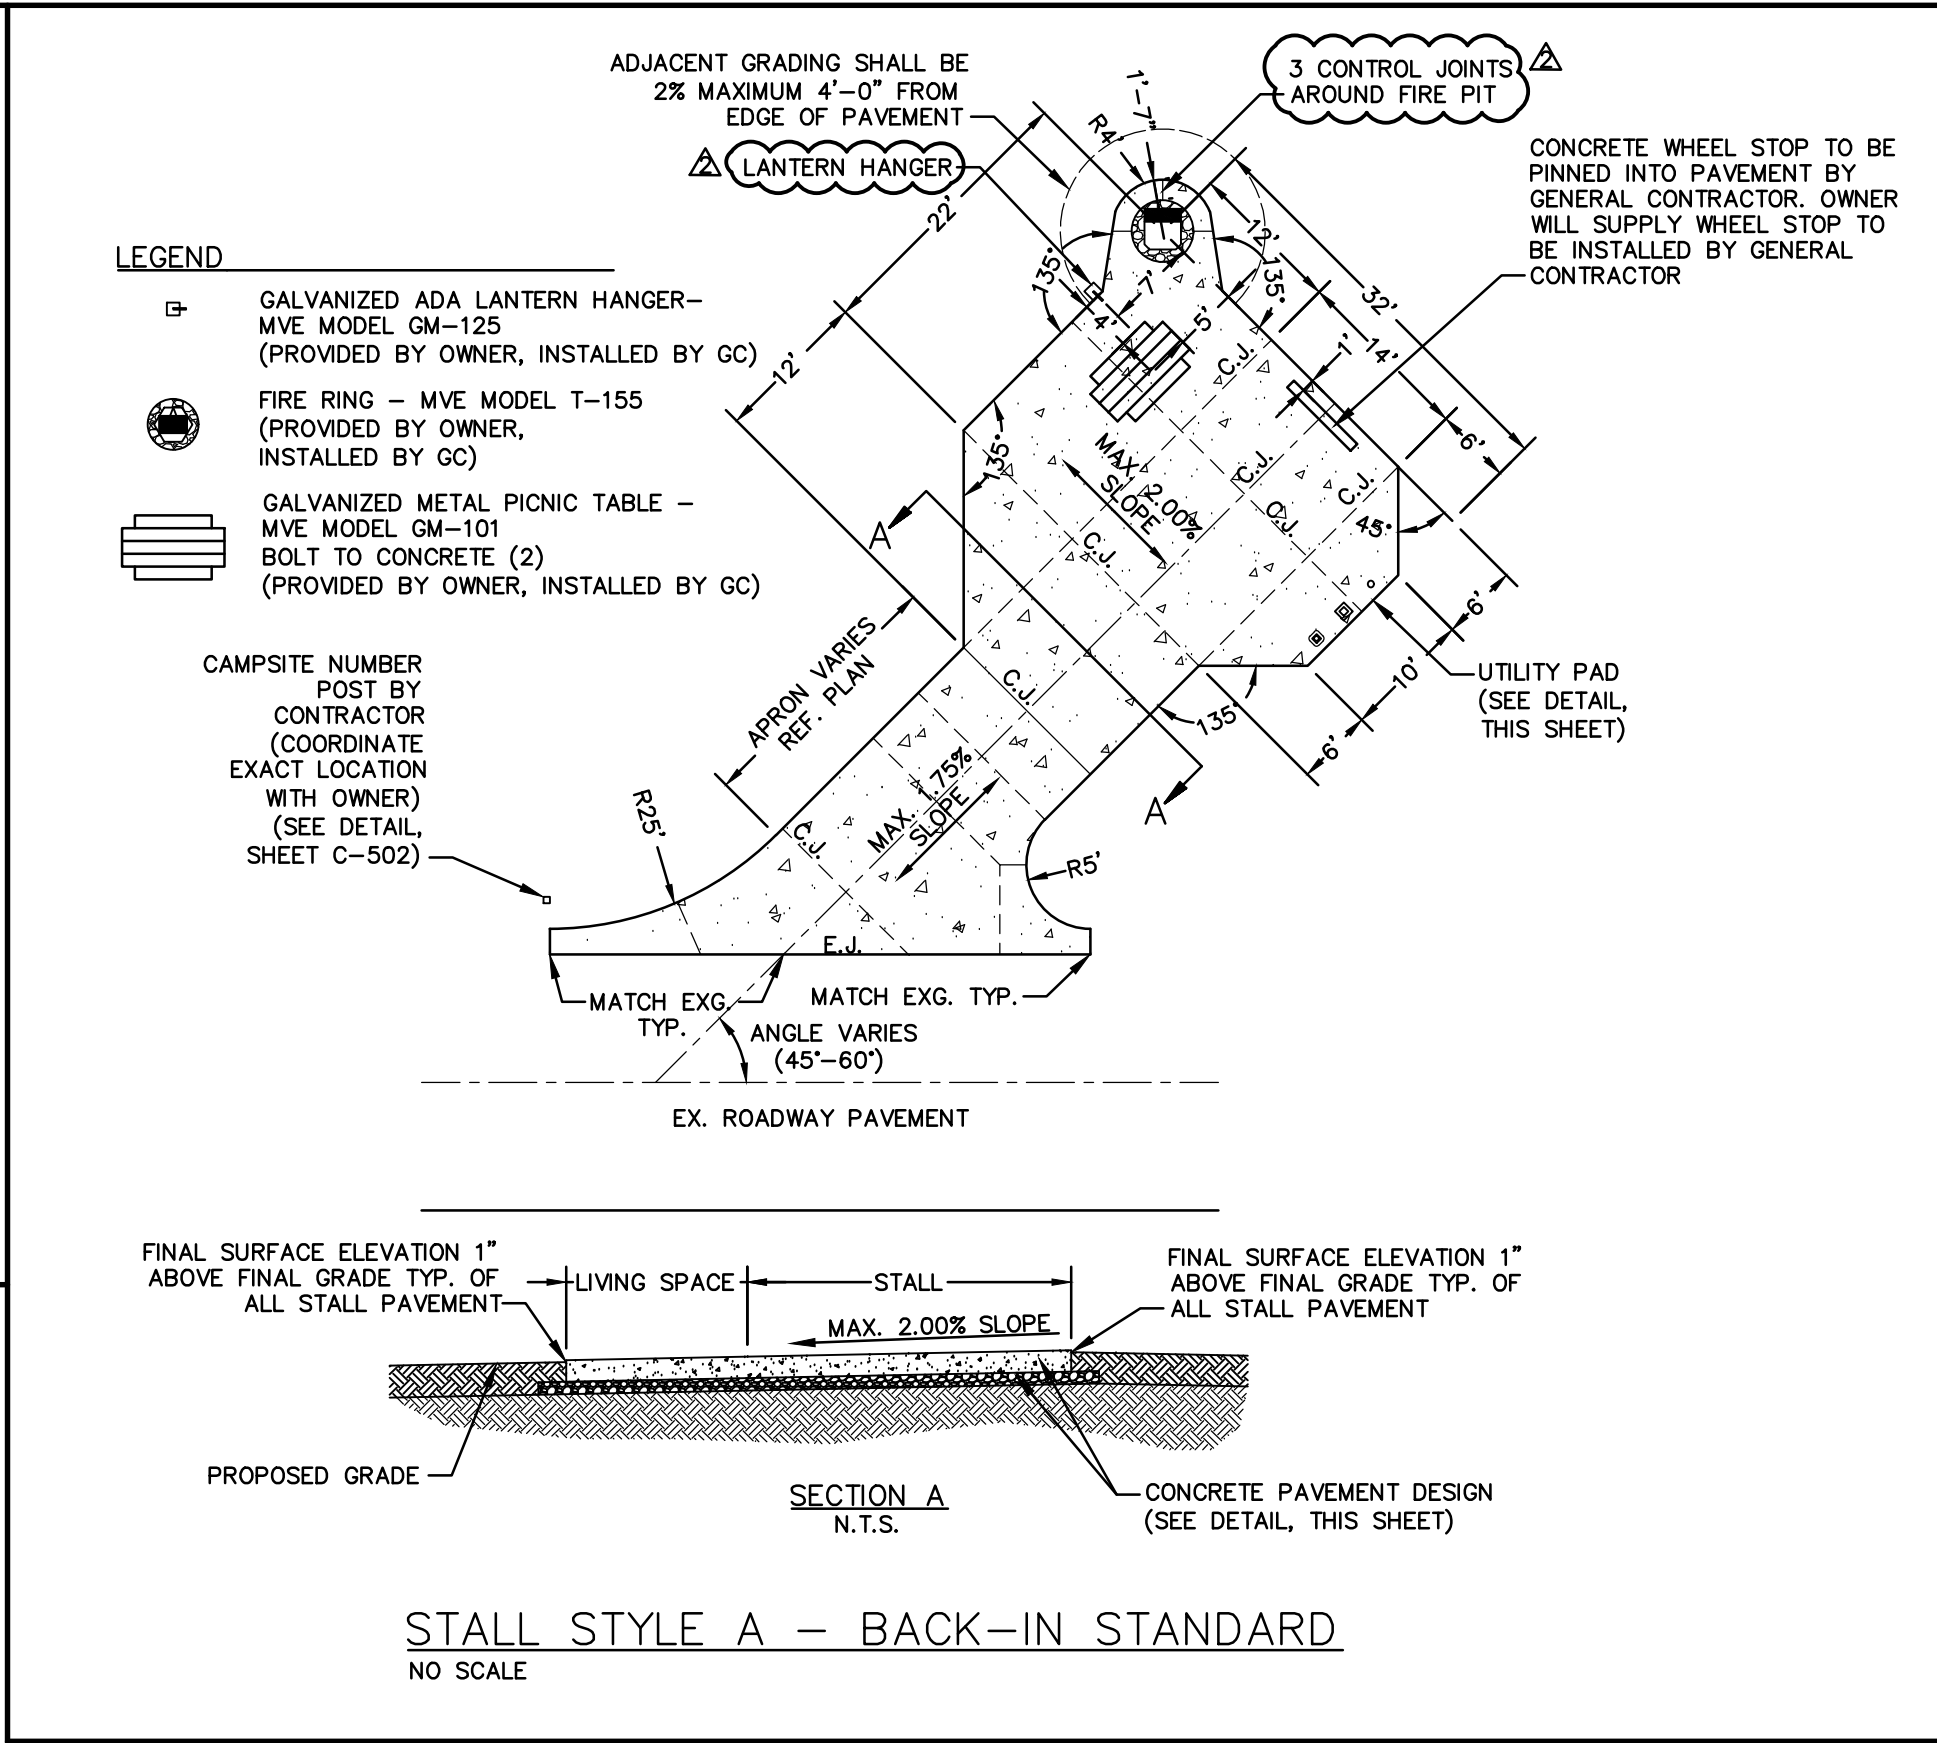 ADJACENT GRADING SHALL BE
2% MAXIMUM 4'-0" FROM
EDGE OF PAVEMENT
2
LANTERN HANGER
3 CONTROL JOINTS
AROUND FIRE PIT
2
CONCRETE WHEEL STOP TO BE
PINNED INTO PAVEMENT BY
GENERAL CONTRACTOR. OWNER
WILL SUPPLY WHEEL STOP TO
BE INSTALLED BY GENERAL
CONTRACTOR
LEGEND
GALVANIZED ADA LANTERN HANGER-
MVE MODEL GM-125
(PROVIDED BY OWNER, INSTALLED BY GC)
FIRE RING - MVE MODEL T-155
(PROVIDED BY OWNER,
INSTALLED BY GC)
GALVANIZED METAL PICNIC TABLE -
MVE MODEL GM-101
BOLT TO CONCRETE (2)
(PROVIDED BY OWNER, INSTALLED BY GC)
CAMPSITE NUMBER
POST BY
CONTRACTOR
(COORDINATE
EXACT LOCATION
WITH OWNER)
(SEE DETAIL,
SHEET C-502)
1'-7"
R4'
22'
12'
12'
32'
135°
135°
7'
4'
5'
1'
14'
6'
C.J.
135°
MAX. 2.00%
SLOPE
C.J.
C.J.
C.J.
C.J.
45°
A
6'
10'
6'
135°
UTILITY PAD
(SEE DETAIL,
THIS SHEET)
APRON VARIES
REF. PLAN
C.J.
A
MAX. 1.75%
SLOPE
R25'
C.J.
R5'
E.J.
MATCH EXG.
TYP.
MATCH EXG. TYP.
ANGLE VARIES
(45°-60°)
EX. ROADWAY PAVEMENT
FINAL SURFACE ELEVATION 1"
ABOVE FINAL GRADE TYP. OF
ALL STALL PAVEMENT
LIVING SPACE
STALL
MAX. 2.00% SLOPE
FINAL SURFACE ELEVATION 1"
ABOVE FINAL GRADE TYP. OF
ALL STALL PAVEMENT
PROPOSED GRADE
SECTION A
N.T.S.
CONCRETE PAVEMENT DESIGN
(SEE DETAIL, THIS SHEET)
STALL STYLE A - BACK-IN STANDARD
NO SCALE